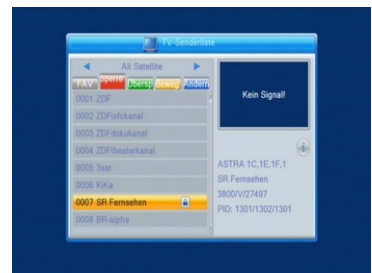 TV-Senderliste
All Satellite
FAV Sperre Übersp Beweg Ändern
0001 ZDF
0002 ZDFinfokanal
0003 ZDFdokukanal
0004 ZDFtheaterkanal
0005 3sat
0006 KiKa
0007 SR Fernsehen
0008 BR-alpha
Kein Signal!
ASTRA 1C,1E,1F,1
SR Fernsehen
3800/V/27497
PID: 1301/1302/1301